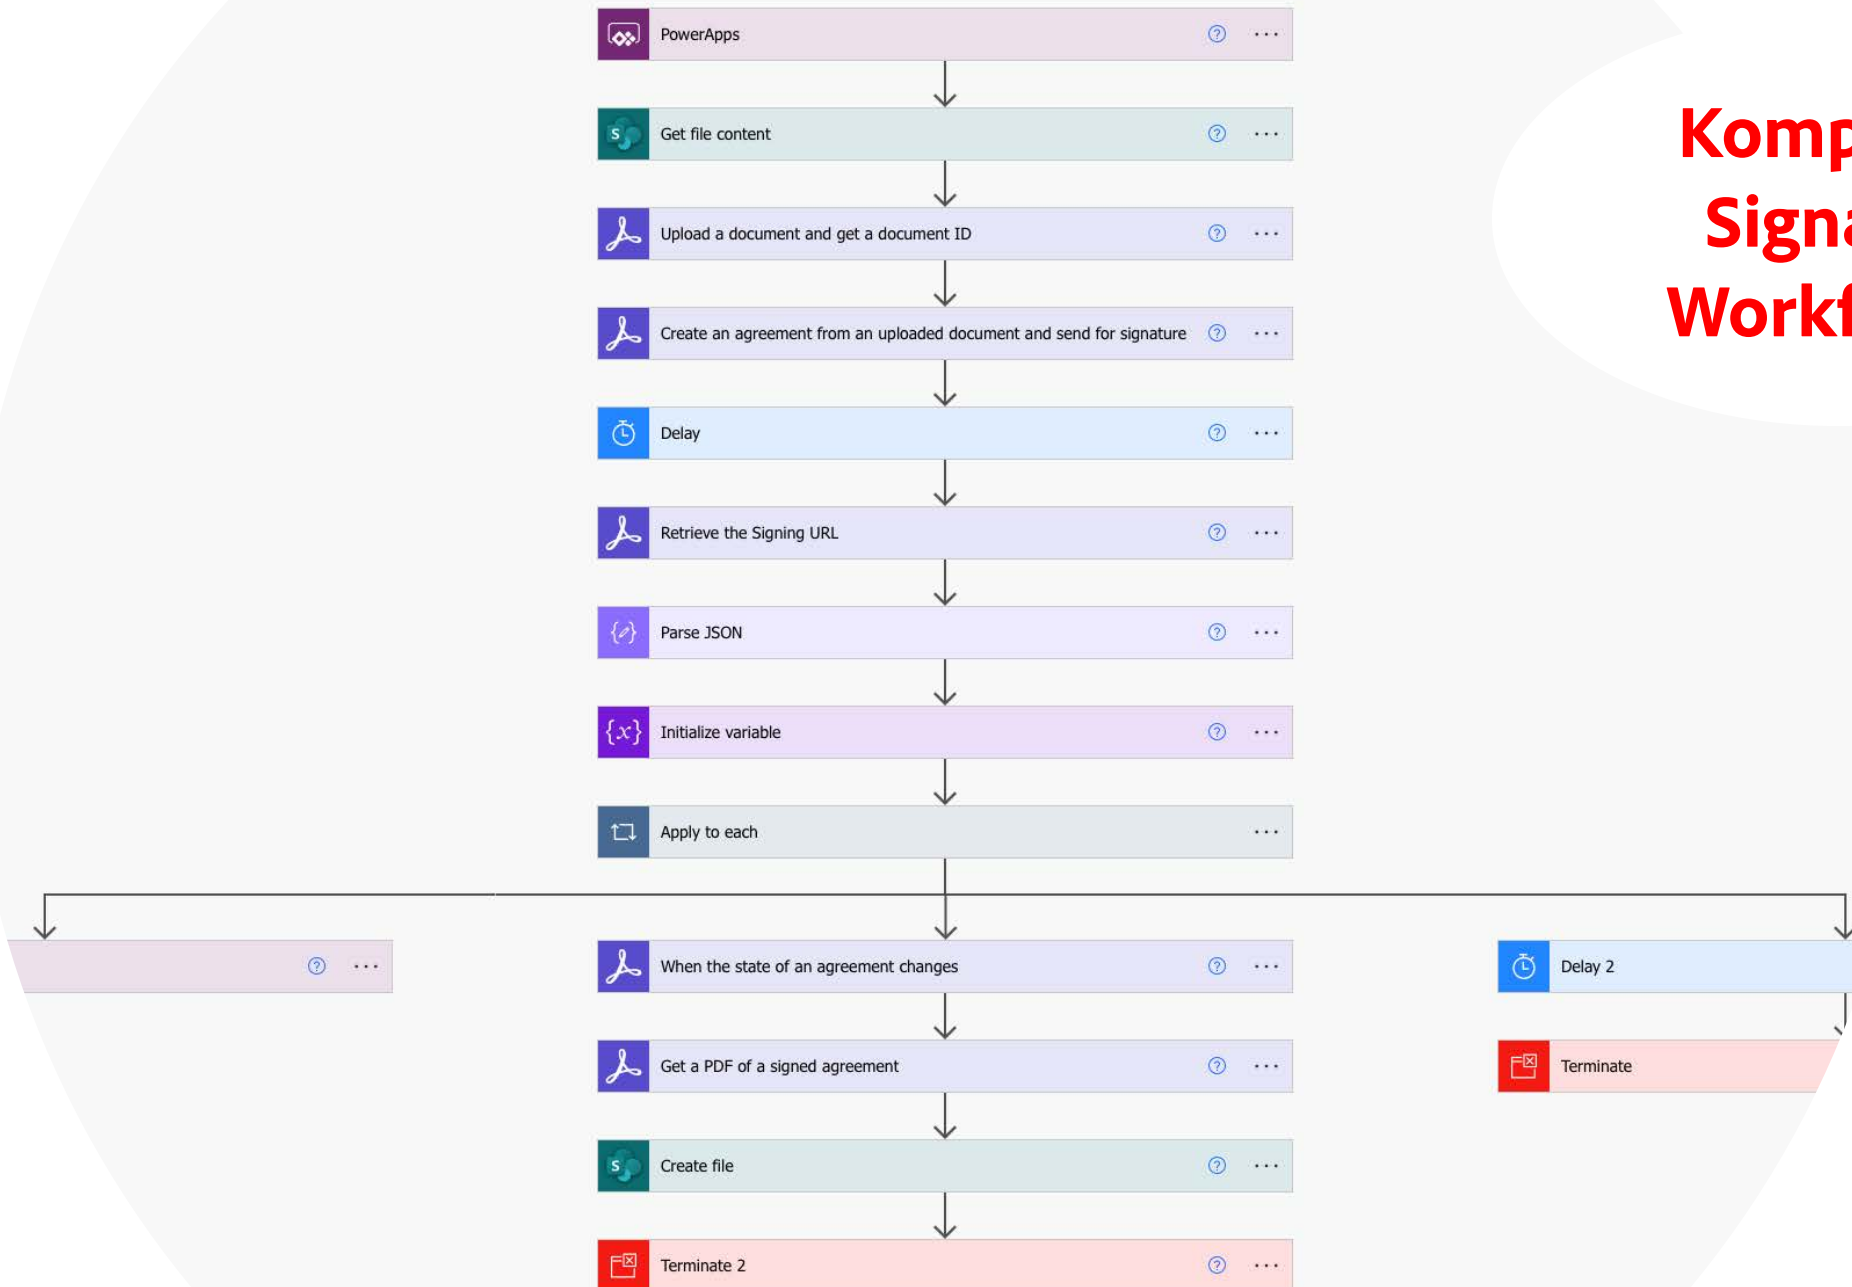 PowerApps
Get file content
Upload a document and get a document ID
Create an agreement from an uploaded document and send for signature
Delay
Retrieve the Signing URL
Parse JSON
Initialize variable
Apply to each
When the state of an agreement changes
Delay 2
Get a PDF of a signed agreement
Terminate
Create file
Terminate 2